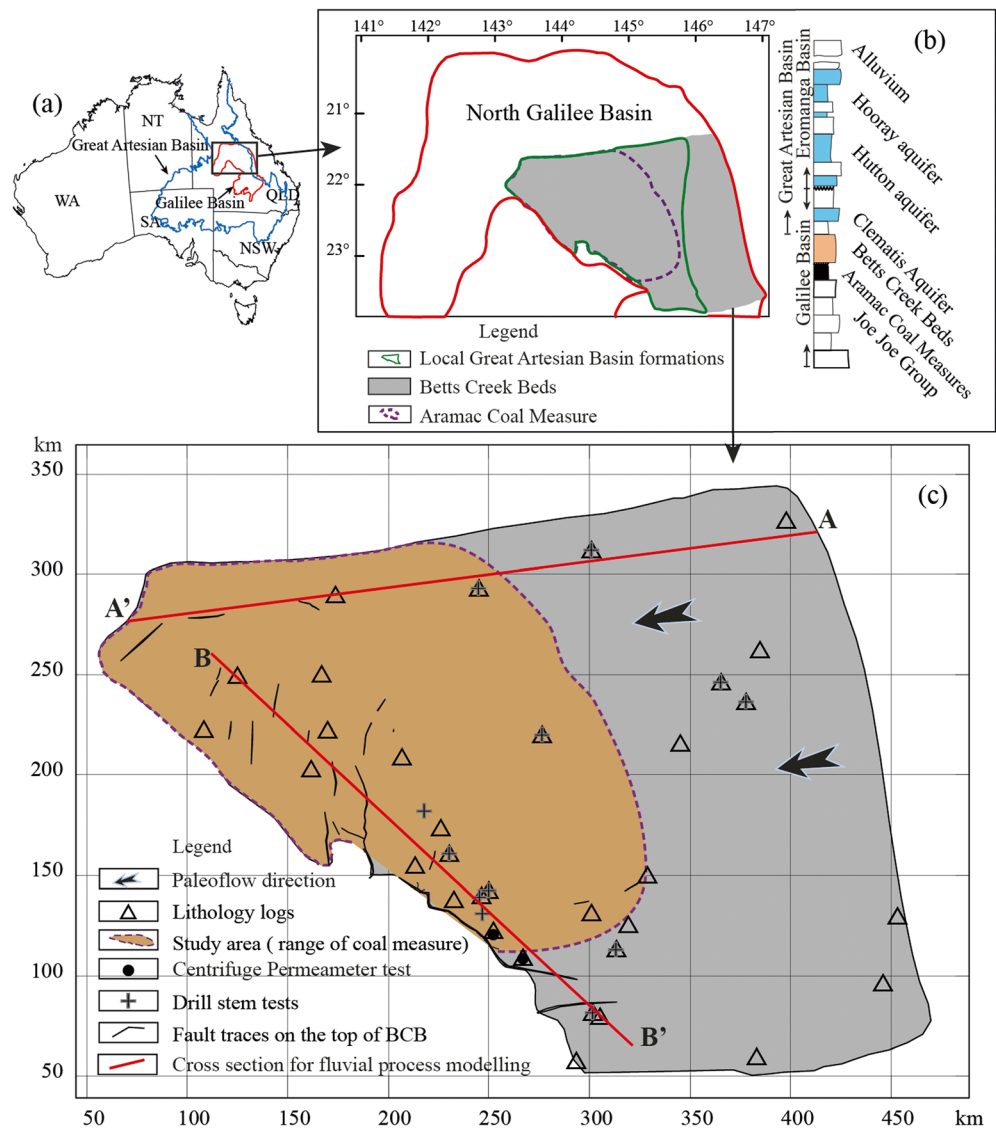 (a)
NT
Great Artesian Basin
WA
Galilee Basin
QLD
SA
NSW
141° 142° 143° 144° 145° 146° 147°
21°
22°
23°
North Galilee Basin
Legend
Local Great Artesian Basin formations
Betts Creek Beds
Aramac Coal Measure
(b)
Great Artesian Basin
Eromanga Basin
Galilee Basin
Alluvium
Hooray aquifer
Hutton aquifer
Clematis Aquifer
Betts Creek Beds
Aramac Coal Measures
Joe Joe Group
km
350
300
250
200
150
100
50
(c)
A
A’
B
B’
Legend
Paleoflow direction
Lithology logs
Study area ( range of coal measure)
Centrifuge Permeameter test
Drill stem tests
Fault traces on the top of BCB
Cross section for fluvial process modelling
50 100 150 200 250 300 350 400 450 km